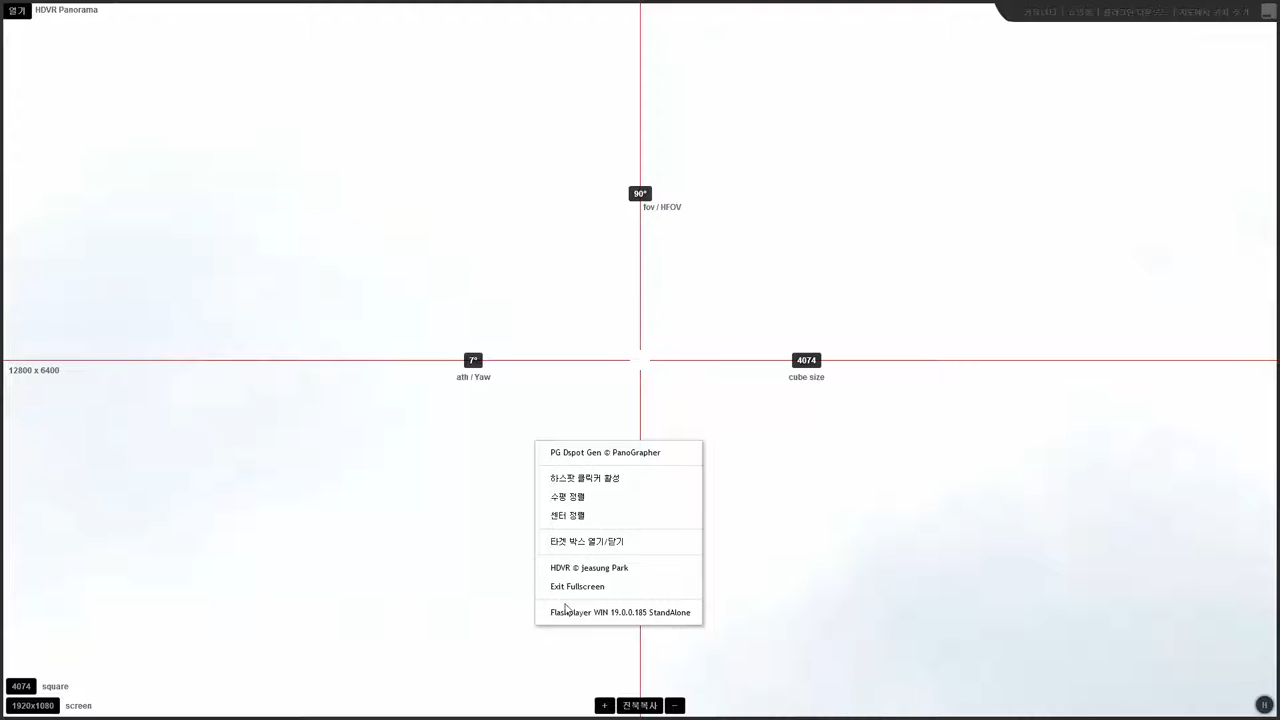 열기 HDVR Panorama
90°
fov / HFOV
7°
4074
12800 x 6400
ath / Yaw
cube size
PG Dspot Gen © PanoGrapher
하스팟 클릭커 활성
수평 정렬
센터 정렬
타겟 박스 열기/닫기
HDVR © jeasung Park
Exit Fullscreen
Flashplayer WIN 19.0.0.185 StandAlone
4074 square
1920x1080 screen
+ 진북복사 −
H